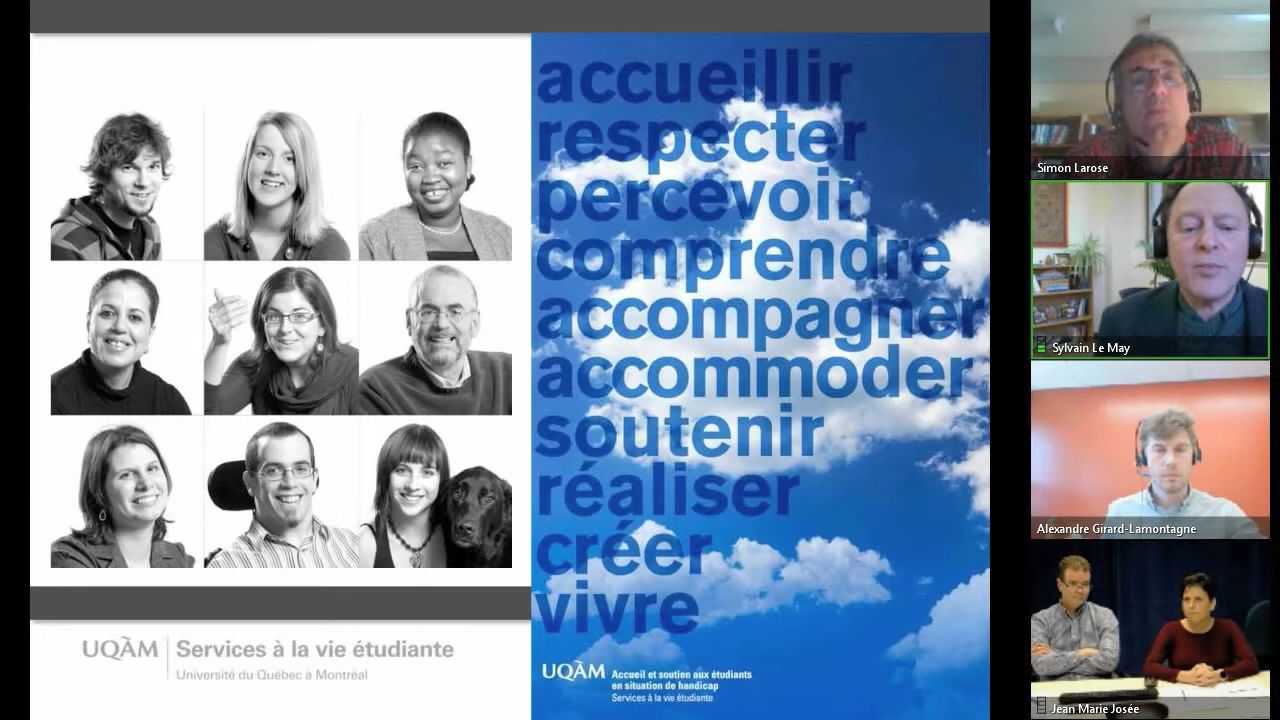 accueillir
respecter
percevoir
comprendre
accompagner
accommoder
soutenir
réaliser
créer
vivre
UQÀM Services à la vie étudiante
Université du Québec à Montréal
UQÀM Accueil et soutien aux étudiants
en situation de handicap
Services à la vie étudiante
Simon Larose
Sylvain Le May
Alexandre Girard-Lamontagne
Jean Marie Josée